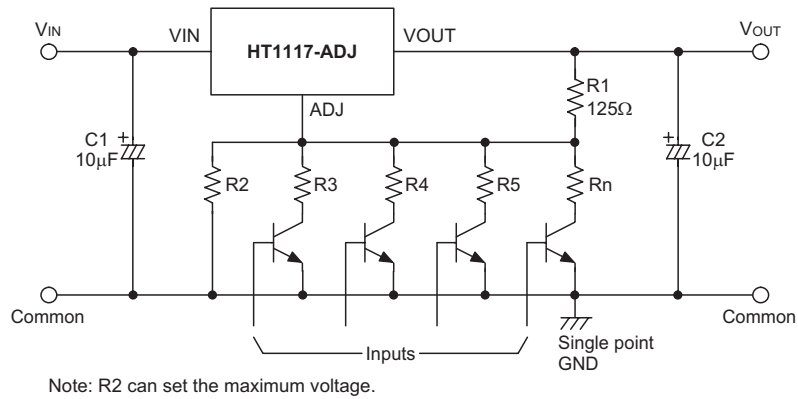 VIN
VIN
HT1117-ADJ
VOUT
VOUT
ADJ
R1
125Ω
C1 +
10μF
+ C2
10μF
R2
R3
R4
R5
Rn
Common
Common
Inputs
Single point
GND
Note: R2 can set the maximum voltage.